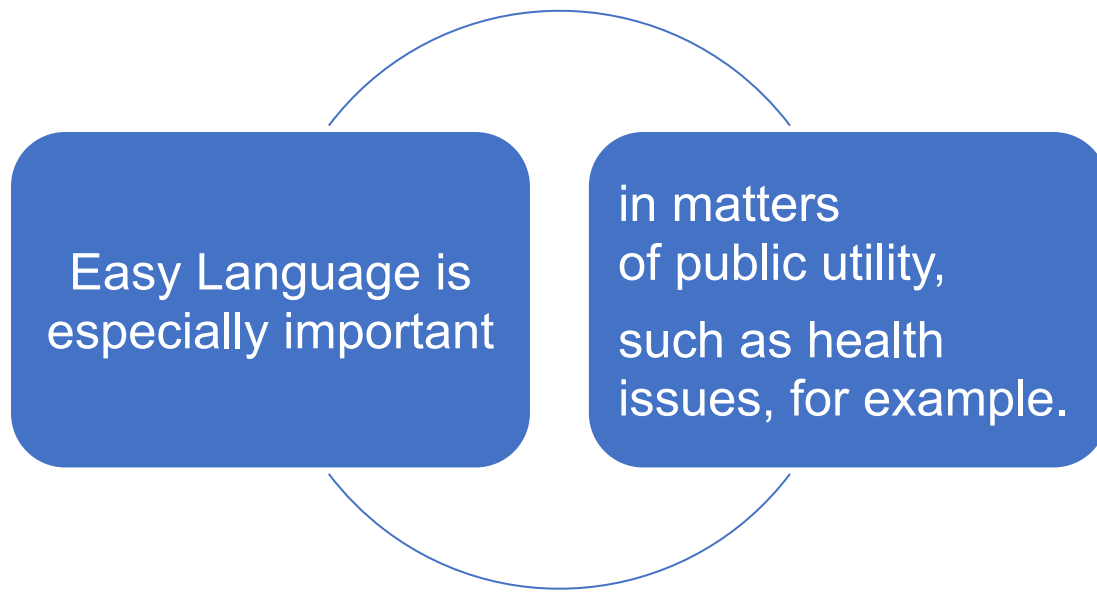 Easy Language is
especially important
in matters
of public utility,
such as health
issues, for example.